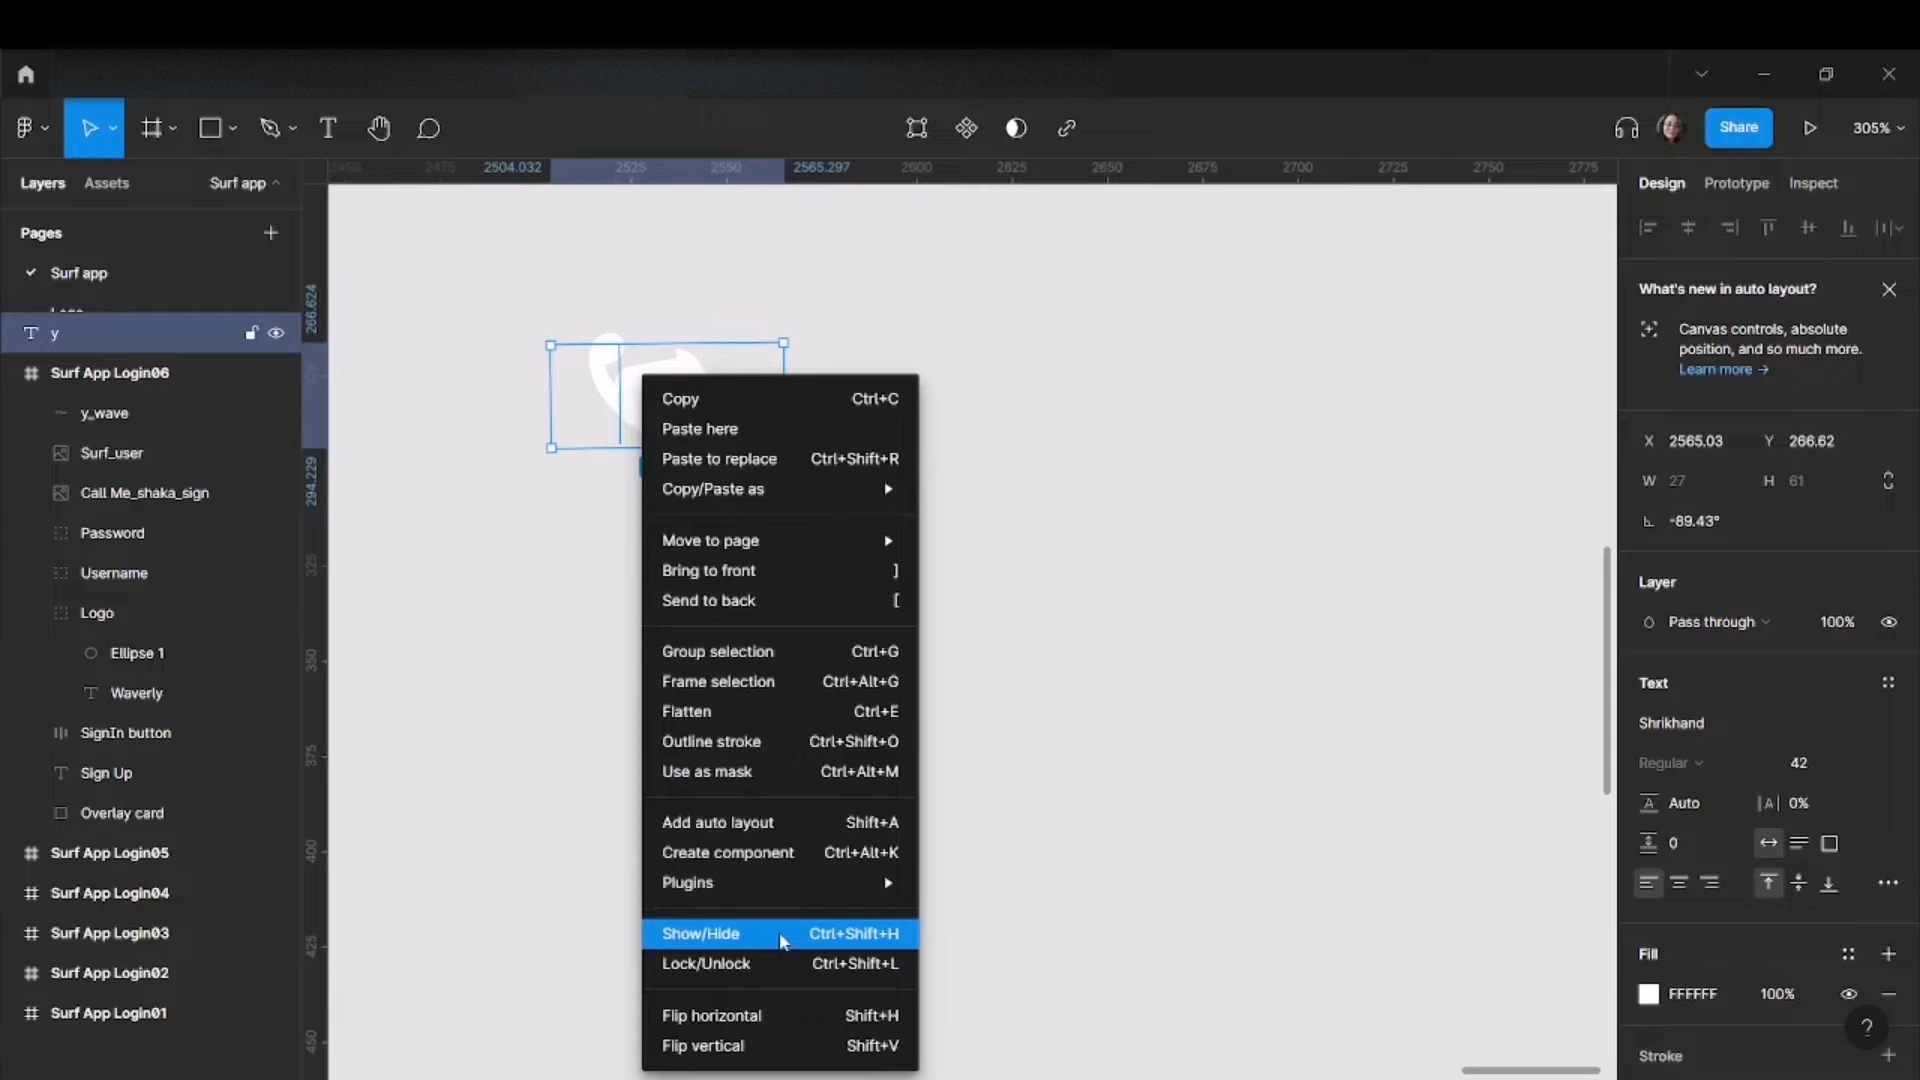 Share
305%
Layers
Assets
Surf app
2475
2504.032
2525
2550
2565.297
2600
2625
2650
2675
2700
2725
2750
2775
Design
Prototype
Inspect
Pages
Surf app
y
Surf App Login06
y_wave
Surf_user
Call Me_shaka_sign
Password
Username
Logo
Ellipse 1
Waverly
SignIn button
Sign Up
Overlay card
Surf App Login05
Surf App Login04
Surf App Login03
Surf App Login02
Surf App Login01
266.624
294.229
325
350
375
400
425
450
Copy Ctrl+C
Paste here
Paste to replace Ctrl+Shift+R
Copy/Paste as
Move to page
Bring to front ]
Send to back [
Group selection Ctrl+G
Frame selection Ctrl+Alt+G
Flatten Ctrl+E
Outline stroke Ctrl+Shift+O
Use as mask Ctrl+Alt+M
Add auto layout Shift+A
Create component Ctrl+Alt+K
Plugins
Show/Hide Ctrl+Shift+H
Lock/Unlock Ctrl+Shift+L
Flip horizontal Shift+H
Flip vertical Shift+V
What's new in auto layout?
Canvas controls, absolute
position, and so much more.
Learn more →
X 2565.03 Y 266.62
W 27 H 61
-89.43°
Layer
Pass through 100%
Text
Shrikhand
Regular 42
A Auto |A| 0%
0
Fill
FFFFFF 100%
?
Stroke